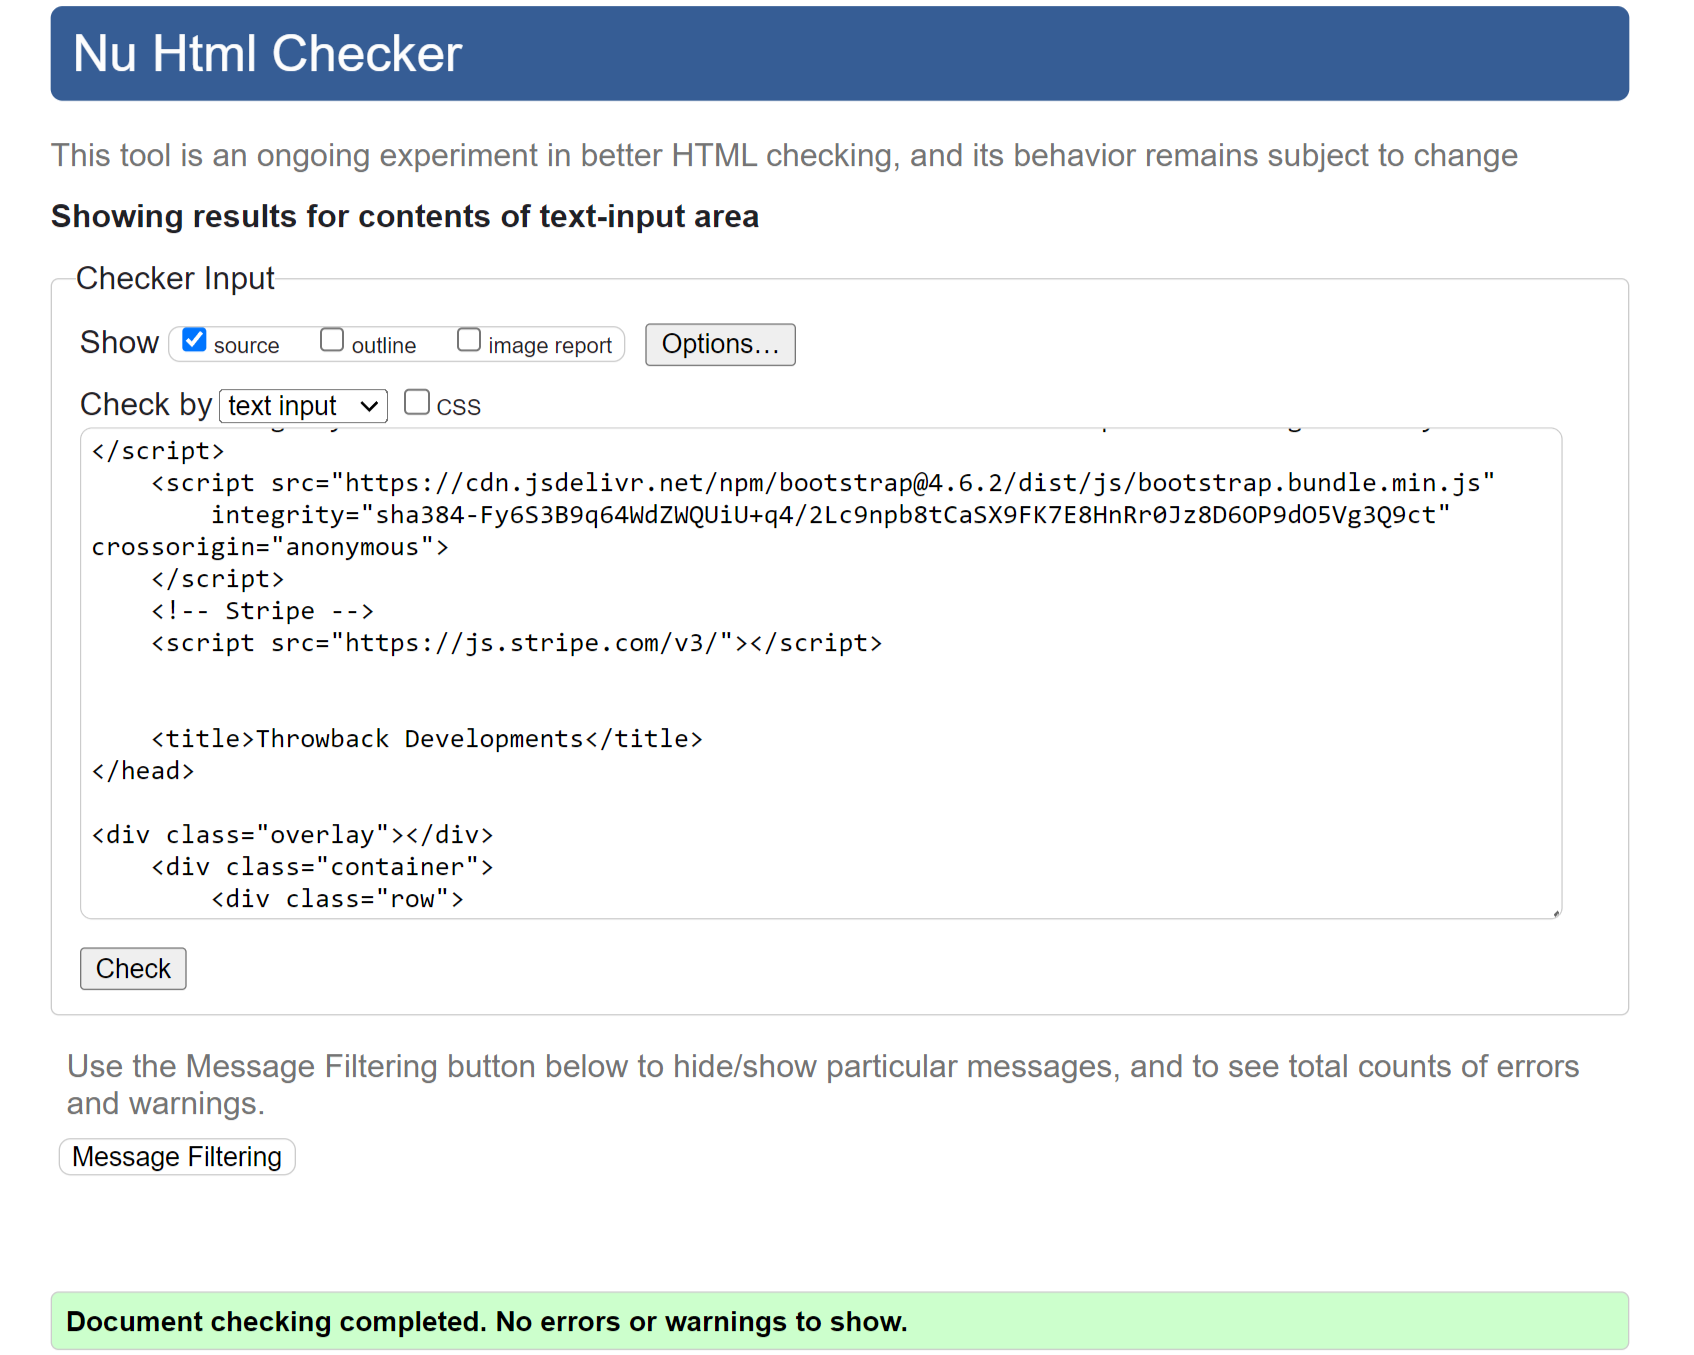 Nu Html Checker
This tool is an ongoing experiment in better HTML checking, and its behavior remains subject to change
Showing results for contents of text-input area
Checker Input
Show source outline image report Options...
Check by text input CSS
</script>
<script src="https://cdn.jsdelivr.net/npm/bootstrap@4.6.2/dist/js/bootstrap.bundle.min.js"
integrity="sha384-Fy6S3B9q64WdZWQUiU+q4/2Lc9npb8tCaSX9FK7E8HnRr0Jz8D6OP9dO5Vg3Q9ct"
crossorigin="anonymous">
</script>
<!-- Stripe -->
<script src="https://js.stripe.com/v3/"></script>
<title>Throwback Developments</title>
</head>
<div class="overlay"></div>
<div class="container">
<div class="row">
Check
Use the Message Filtering button below to hide/show particular messages, and to see total counts of errors
and warnings.
Message Filtering
Document checking completed. No errors or warnings to show.